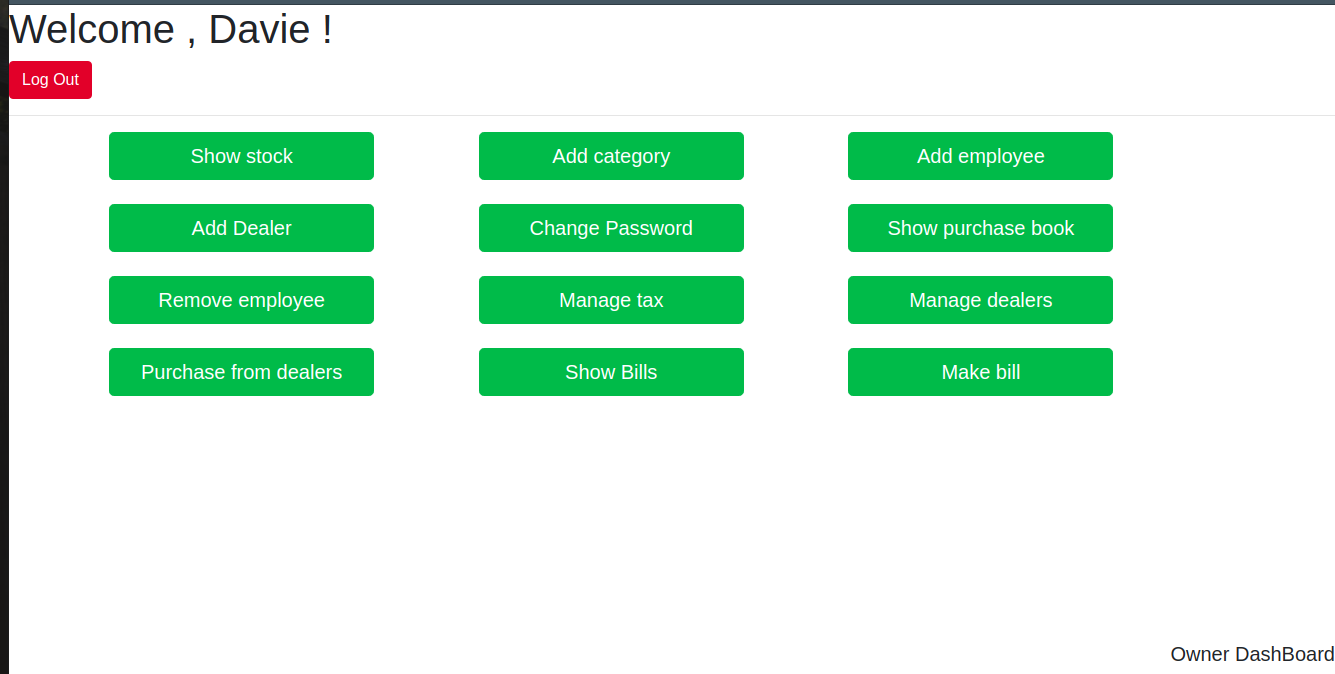 Welcome , Davie !
Log Out
Show stock
Add category
Add employee
Add Dealer
Change Password
Show purchase book
Remove employee
Manage tax
Manage dealers
Purchase from dealers
Show Bills
Make bill
Owner DashBoard